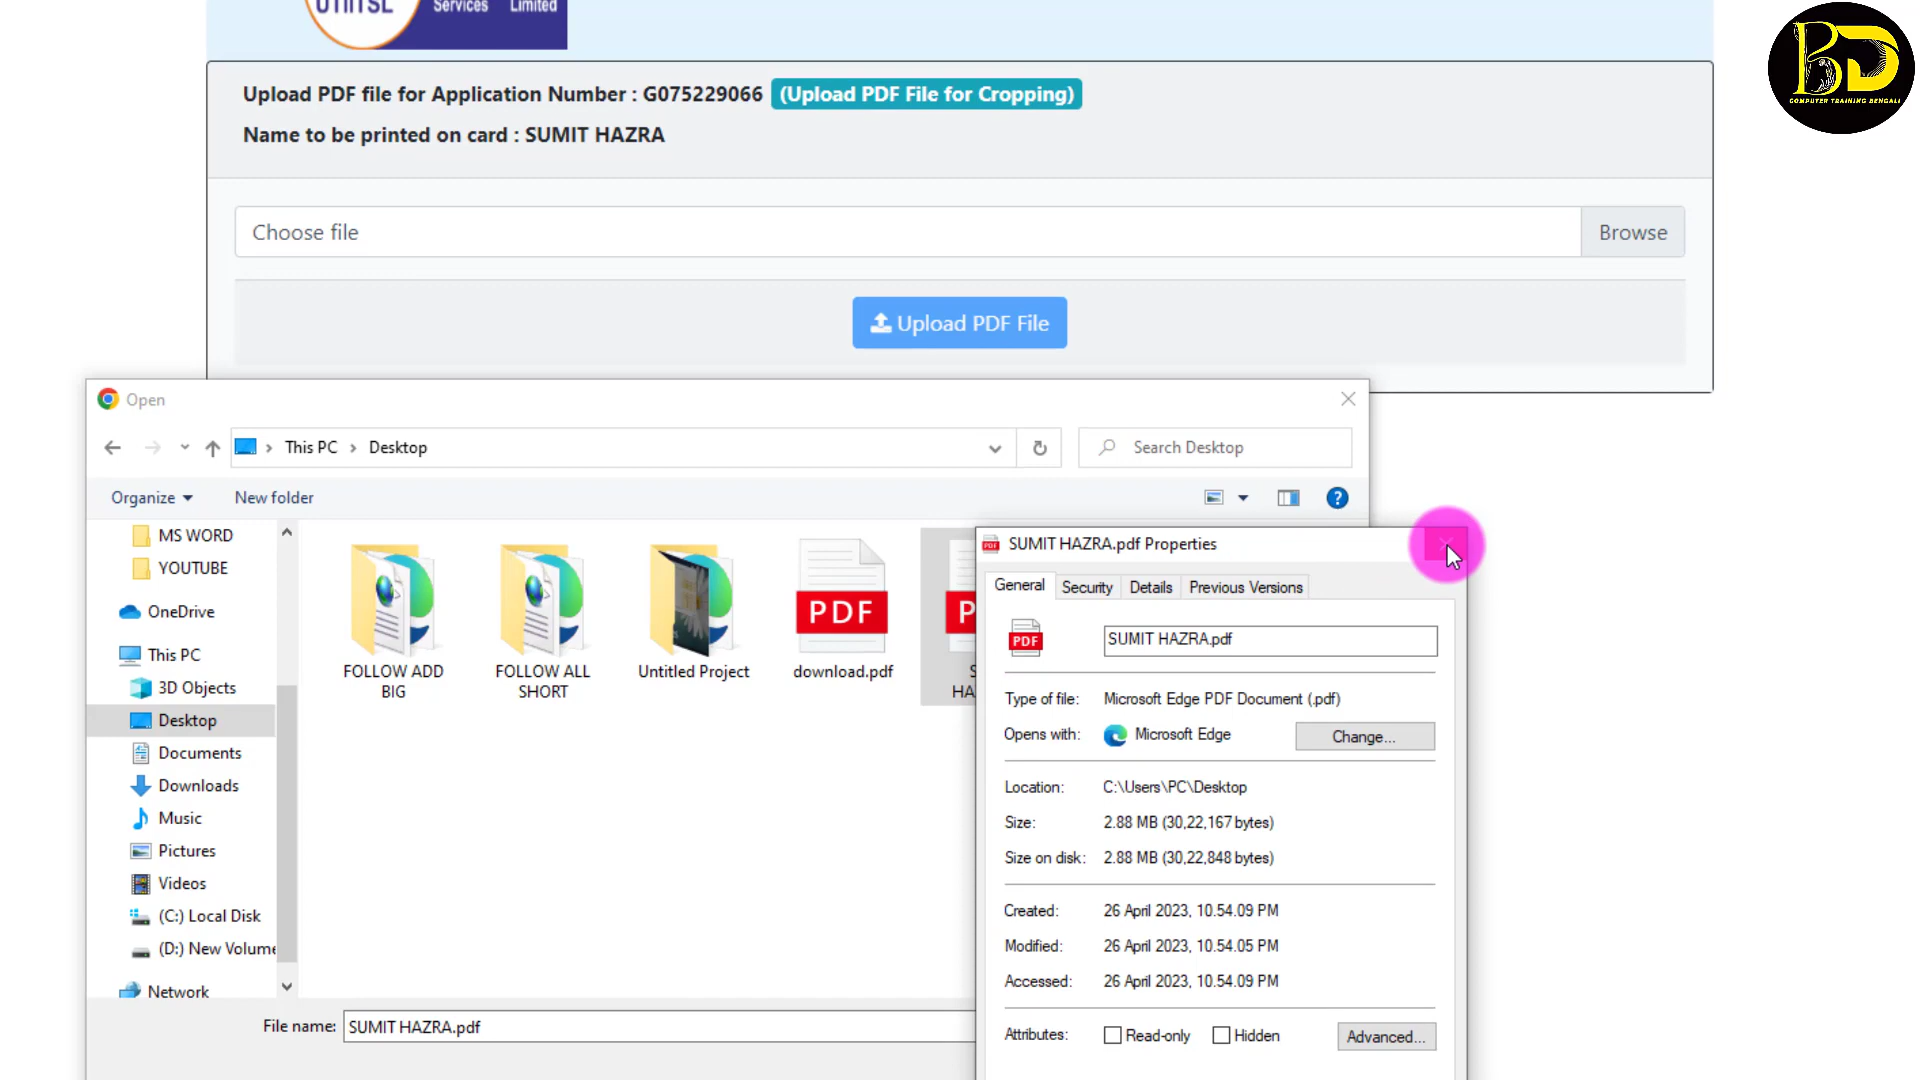 UTIITSL
Services Limited
BD
COMPUTER TRAINING BENGALI
Upload PDF file for Application Number : G075229066 (Upload PDF File for Cropping)
Name to be printed on card : SUMIT HAZRA
Choose file
Browse
Upload PDF File
Open
This PC > Desktop
Search Desktop
Organize
New folder
MS WORD
YOUTUBE
OneDrive
This PC
3D Objects
Desktop
Documents
Downloads
Music
Pictures
Videos
(C:) Local Disk
(D:) New Volume
Network
FOLLOW ADD
BIG
FOLLOW ALL
SHORT
Untitled Project
PDF
download.pdf
P
S
HA
SUMIT HAZRA.pdf Properties
General
Security
Details
Previous Versions
PDF
SUMIT HAZRA.pdf
Type of file: Microsoft Edge PDF Document (.pdf)
Opens with: Microsoft Edge
Change...
Location: C:\Users\PC\Desktop
Size: 2.88 MB (30,22,167 bytes)
Size on disk: 2.88 MB (30,22,848 bytes)
Created: 26 April 2023, 10.54.09 PM
Modified: 26 April 2023, 10.54.05 PM
Accessed: 26 April 2023, 10.54.09 PM
Attributes: Read-only Hidden
Advanced...
File name: SUMIT HAZRA.pdf